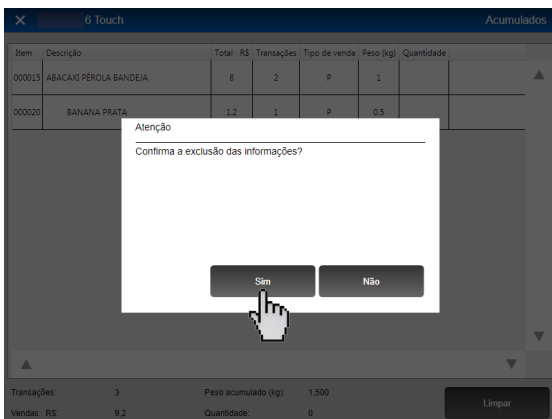 6 Touch Acumulados
Item Descrição Total R$ Transações Tipo de venda Peso (kg) Quantidade
000015 ABACAXI PÉROLA BANDEJA 8 2 P 1
000020 BANANA PRATA 1.2 1 P 0.5
Atenção
Confirma a exclusão das informações?
Sim Não
Transações: 3 Peso acumulado (kg): 1,500
Vendas R$: 9,2 Quantidade: 0
Limpar